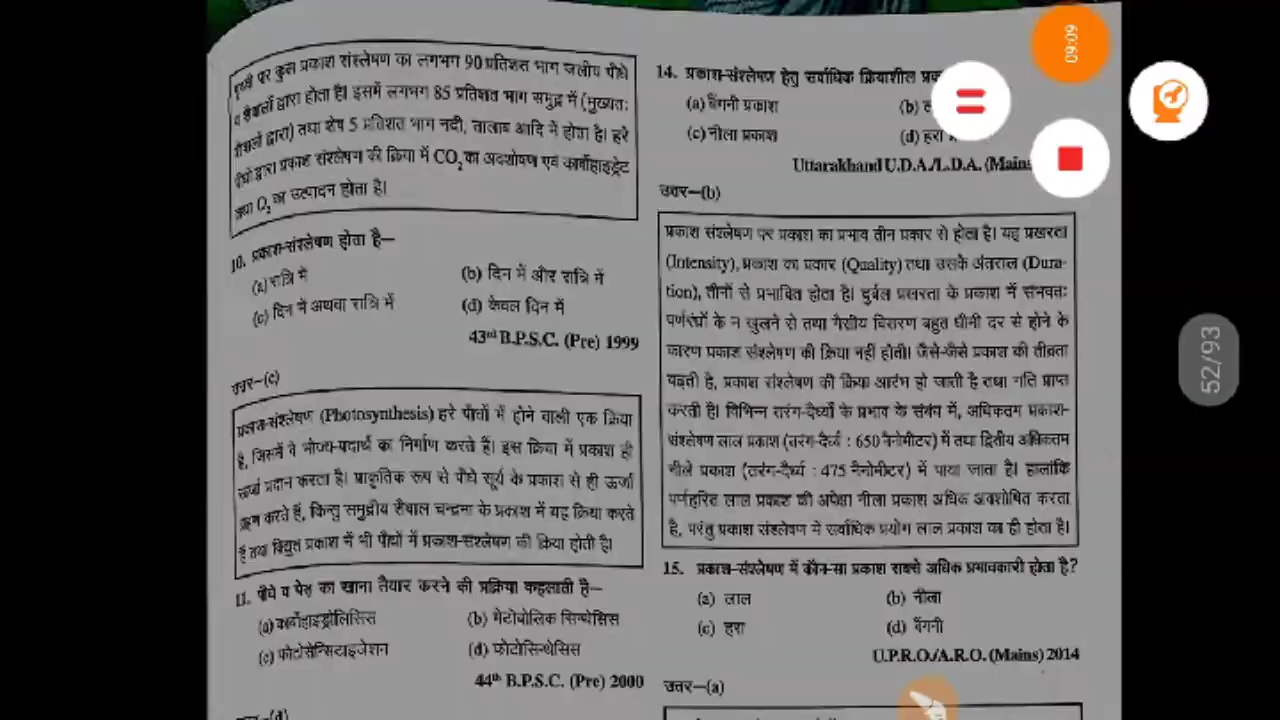 पृथ्वी पर कुल प्रकाश संश्लेषण का लगभग 90 प्रतिशत भाग जलीय पौधे
व शैवालों द्वारा होता है। इसमें लगभग 85 प्रतिशत भाग समुद्र में (मुख्यतः
शैवालों द्वारा) तथा शेष 5 प्रतिशत भाग नदी, तालाब आदि में होता है। हरे
पौधों द्वारा प्रकाश संश्लेषण की क्रिया में CO₂ का अवशोषण एवं कार्बोहाइड्रेट
तथा O₂ का उत्पादन होता है।
10. प्रकाश-संश्लेषण होता है—
(a) रात्रि में
(b) दिन में और रात्रि में
(c) दिन में अथवा रात्रि में
(d) केवल दिन में
43rd B.P.S.C. (Pre) 1999
उत्तर—(c)
प्रकाश-संश्लेषण (Photosynthesis) हरे पौधों में होने वाली एक क्रिया
है, जिसमें वे भोज्य-पदार्थ का निर्माण करते हैं। इस क्रिया में प्रकाश ही
ऊर्जा प्रदान करता है। प्राकृतिक रूप से पौधे सूर्य के प्रकाश से ही ऊर्जा
ग्रहण करते हैं, किन्तु समुद्रीय शैवाल चन्द्रमा के प्रकाश में यह क्रिया करते
हैं तथा विद्युत प्रकाश में भी पौधों में प्रकाश-संश्लेषण की क्रिया होती है।
11. पौधे व पेड़ का खाना तैयार करने की प्रक्रिया कहलाती है—
(a) कार्बोहाइड्रोलिसिस
(b) मेटोबोलिक सिन्थेसिस
(c) फोटोसेन्सिटाइजेशन
(d) फोटोसिन्थेसिस
44th B.P.S.C. (Pre) 2000
उत्तर—(d)
14. प्रकाश-संश्लेषण हेतु सर्वाधिक क्रियाशील
(a) बैंगनी प्रकाश
(b)
(c) नीला प्रकाश
(d) हरा
Uttarakhand U.D.A./L.D.A. (Mains
उत्तर—(b)
प्रकाश संश्लेषण पर प्रकाश का प्रभाव तीन प्रकार से होता है। यह प्रखरता
(Intensity), प्रकाश का प्रकार (Quality) तथा उसके अंतराल (Dura-
tion), तीनों से प्रभावित होता है। दुर्बल प्रखरता के प्रकाश में संभवतः
पर्णरंध्रों के न खुलने से तथा गैसीय विसरण बहुत धीमी दर से होने के
कारण प्रकाश संश्लेषण की क्रिया नहीं होती। जैसे-जैसे प्रकाश की तीव्रता
बढ़ती है, प्रकाश संश्लेषण की क्रिया आरंभ हो जाती है तथा गति प्राप्त
करती है। विभिन्न तरंग-दैर्ध्यों के प्रभाव के संबंध में, अधिकतम प्रकाश-
संश्लेषण लाल प्रकाश (तरंग-दैर्ध्य : 650 नैनोमीटर) में तथा द्वितीय अधिकतम
नीले प्रकाश (तरंग-दैर्ध्य : 475 नैनोमीटर) में पाया जाता है। हालांकि
पर्णहरित लाल प्रकाश की अपेक्षा नीला प्रकाश अधिक अवशोषित करता
है, परंतु प्रकाश संश्लेषण में सर्वाधिक प्रयोग लाल प्रकाश का ही होता है।
15. प्रकाश-संश्लेषण में कौन-सा प्रकाश सबसे अधिक प्रभावकारी होता है?
(a) लाल
(b) नीला
(c) हरा
(d) बैंगनी
U.P.R.O./A.R.O. (Mains) 2014
उत्तर—(a)
09:09
52/93